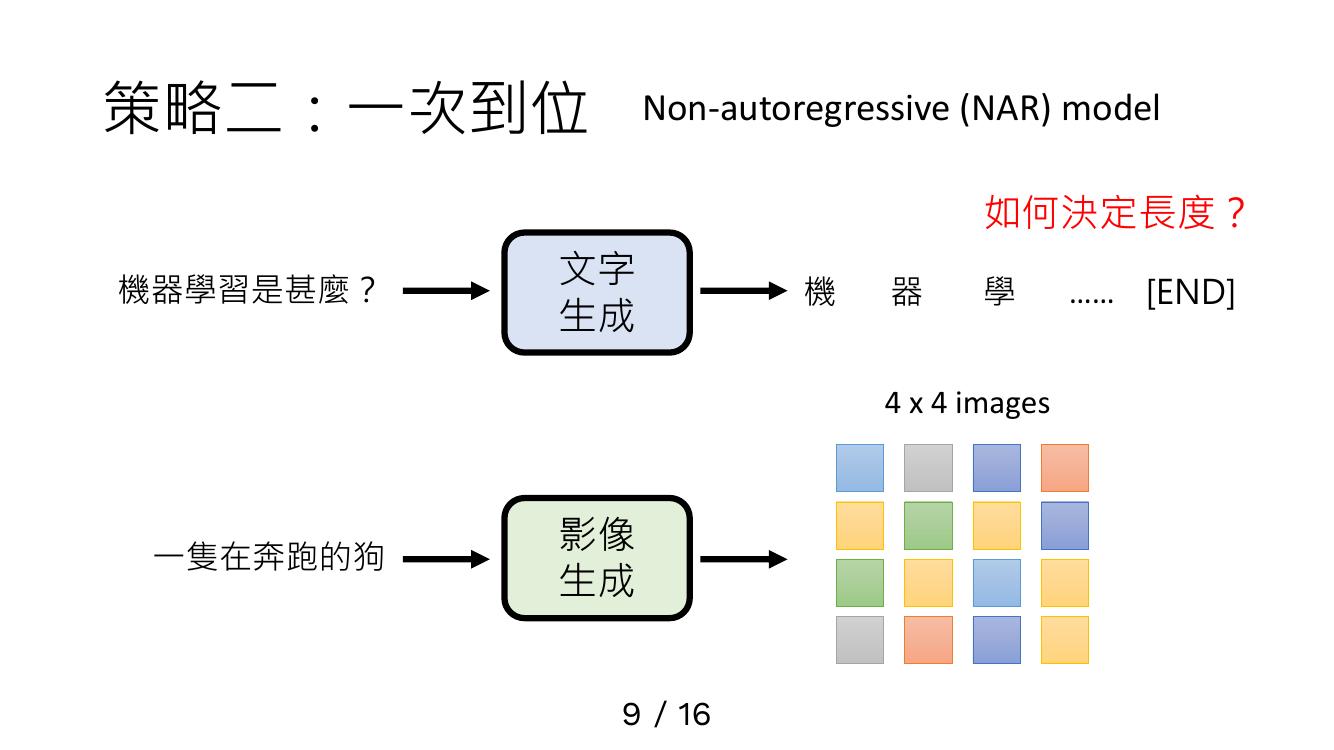 策略二：一次到位 Non-autoregressive (NAR) model
如何決定長度？
機器學習是甚麼？
文字
生成
機 器 學 …… [END]
4 x 4 images
一隻在奔跑的狗
影像
生成
9 / 16